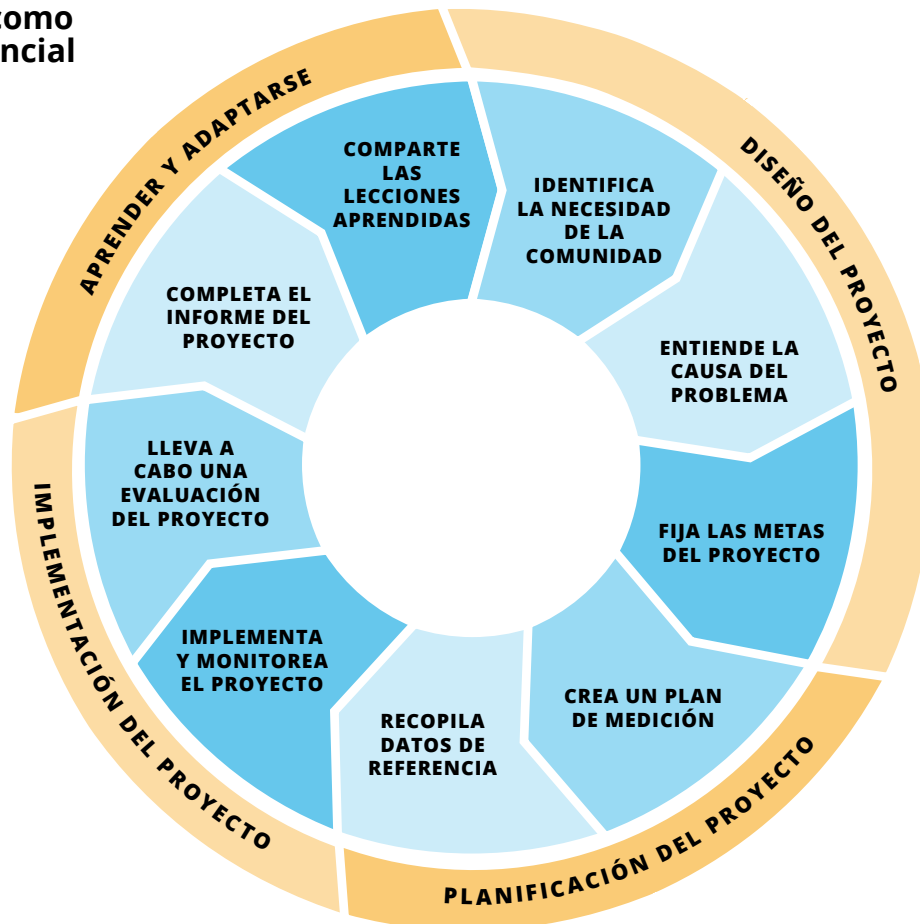 como
ncial
APRENDER Y ADAPTARSE
DISEÑO DEL PROYECTO
PLANIFICACIÓN DEL PROYECTO
IMPLEMENTACIÓN DEL PROYECTO
IDENTIFICA
LA NECESIDAD
DE LA
COMUNIDAD
ENTIENDE LA
CAUSA DEL
PROBLEMA
FIJA LAS METAS
DEL PROYECTO
CREA UN PLAN
DE MEDICIÓN
RECOPILA
DATOS DE
REFERENCIA
IMPLEMENTA
Y MONITOREA
EL PROYECTO
LLEVA A
CABO UNA
EVALUACIÓN
DEL PROYECTO
COMPLETA EL
INFORME DEL
PROYECTO
COMPARTE
LAS
LECCIONES
APRENDIDAS